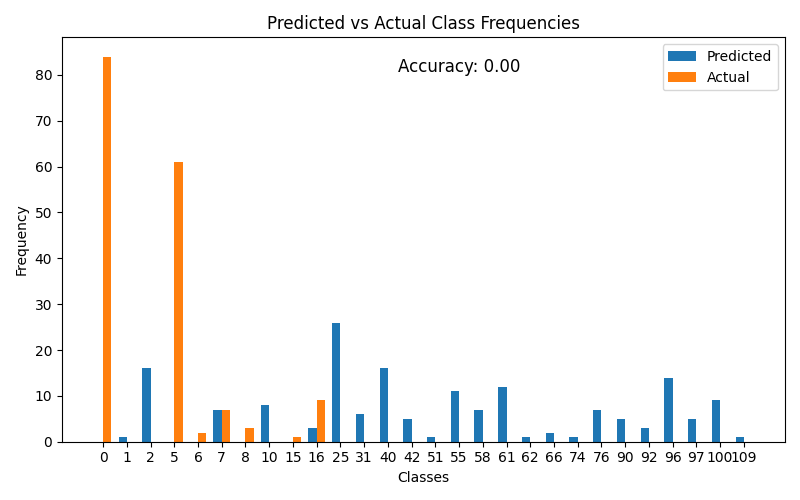 Predicted vs Actual Class Frequencies
Accuracy: 0.00
Predicted
Actual
Frequency
80
70
60
50
40
30
20
10
0
0 1 2 5 6 7 8 10 15 16 25 31 40 42 51 55 58 61 62 66 74 76 90 92 96 97 100 109
Classes